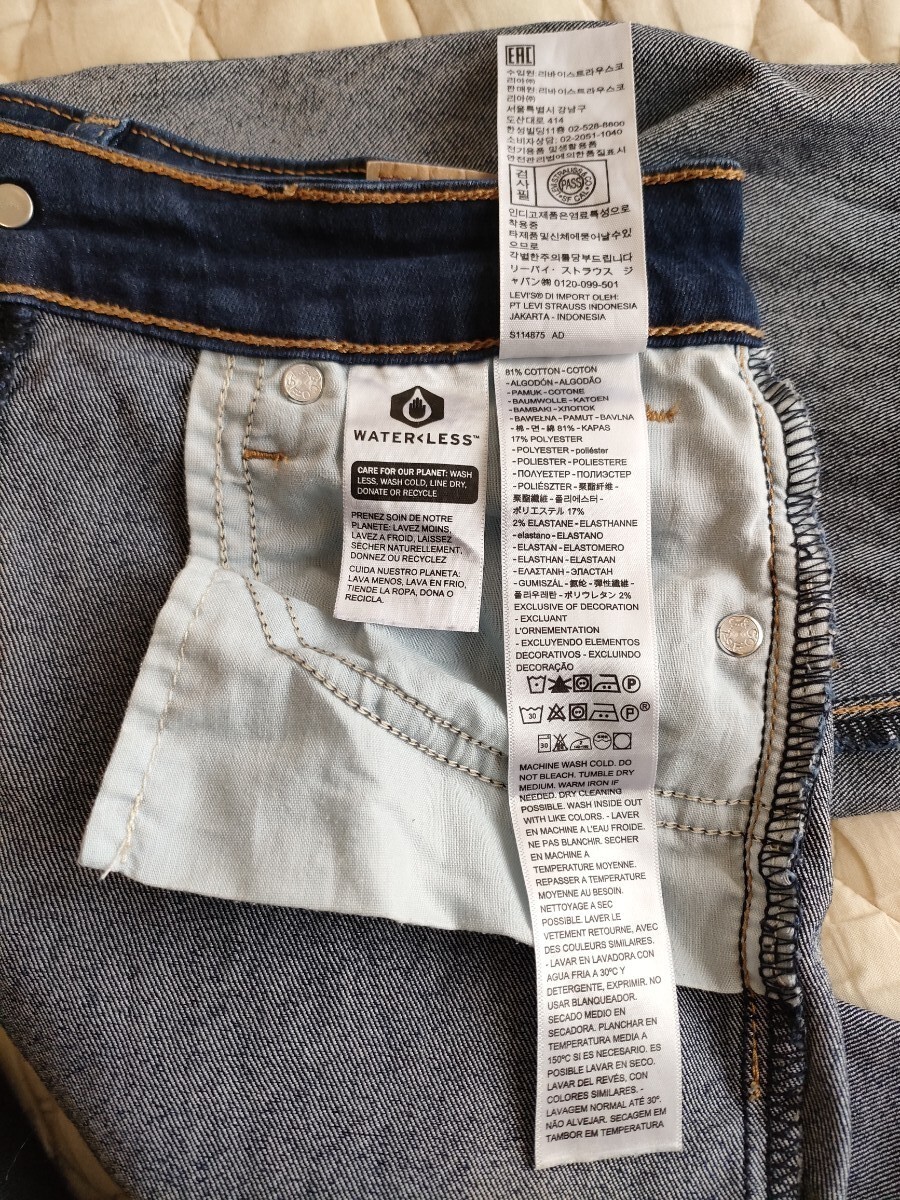 EAC
수입원:리바이스트라우스코
리아㈜
판매원:리바이스트라우스코
리아㈜
서울특별시 강남구
도산대로 414
한성빌딩11층 02-528-8600
소비자상담: 02-2051-1040
전기용품 및생활용품
안전관리법에의한품질표시
검
사
필
PASS
인디고제품은염료특성으로
착용중
타제품및신체에묻어날수있
으므로
각별한주의를당부드립니다
リーバイ・ストラウス ジ
ャパン㈱ 0120-099-501
LEVI'S® DI IMPORT OLEH:
PT LEVI STRAUSS INDONESIA
JAKARTA - INDONESIA
S114875 AD
WATER<LESS™
CARE FOR OUR PLANET: WASH
LESS, WASH COLD, LINE DRY,
DONATE OR RECYCLE
PRENEZ SOIN DE NOTRE
PLANETE: LAVEZ MOINS,
LAVEZ A FROID, LAISSEZ
SECHER NATURELLEMENT,
DONNEZ OU RECYCLEZ
CUIDA NUESTRO PLANETA:
LAVA MENOS, LAVA EN FRIO,
TIENDE LA ROPA, DONA O
RECICLA.
81% COTTON - COTON
- ALGODÓN - ALGODÃO
- PAMUK - COTONE
- BAUMWOLLE - KATOEN
- BAMBAKI - ХЛОПОК
- BAWEŁNA - PAMUT - BAVLNA
- 棉 - 면 - 綿 81% - KAPAS
17% POLYESTER
- POLYESTER - poliéster
- POLIESTER - POLIESTERE
- ΠΟΛΥΕΣΤΕΡ - ПОЛИЭСТЕР
- POLIÉSZTER - 聚酯纤维 -
聚酯纖維 - 폴리에스터 -
ポリエステル 17%
2% ELASTANE - ELASTHANNE
- elastano - ELASTANO
- ELASTAN - ELASTOMERO
- ELASTHAN - ELASTAAN
- ΕΛΑΣΤΑΝΗ - ЭЛАСТАН
- GUMISZÁL - 氨纶 - 彈性纖維 -
폴리우레탄 - ポリウレタン 2%
EXCLUSIVE OF DECORATION
- EXCLUANT
L'ORNEMENTATION
- EXCLUYENDO ELEMENTOS
DECORATIVOS - EXCLUINDO
DECORAÇÃO
P
30 P®
30
MACHINE WASH COLD. DO
NOT BLEACH. TUMBLE DRY
MEDIUM. WARM IRON IF
NEEDED. DRY CLEANING
POSSIBLE. WASH INSIDE OUT
WITH LIKE COLORS. - LAVER
EN MACHINE A L'EAU FROIDE.
NE PAS BLANCHIR. SECHER
EN MACHINE A
TEMPERATURE MOYENNE.
REPASSER A TEMPERATURE
MOYENNE AU BESOIN.
NETTOYAGE A SEC
POSSIBLE. LAVER LE
VETEMENT RETOURNE, AVEC
DES COULEURS SIMILAIRES.
- LAVAR EN LAVADORA CON
AGUA FRIA A 30ºC Y
DETERGENTE, EXPRIMIR. NO
USAR BLANQUEADOR.
SECADO MEDIO EN
SECADORA. PLANCHAR EN
TEMPERATURA MEDIA A
150ºC SI ES NECESARIO. ES
POSIBLE LAVAR EN SECO.
LAVAR DEL REVÉS, CON
COLORES SIMILARES. -
LAVAGEM NORMAL ATÉ 30º.
NÃO ALVEJAR. SECAGEM EM
TAMBOR EM TEMPERATURA